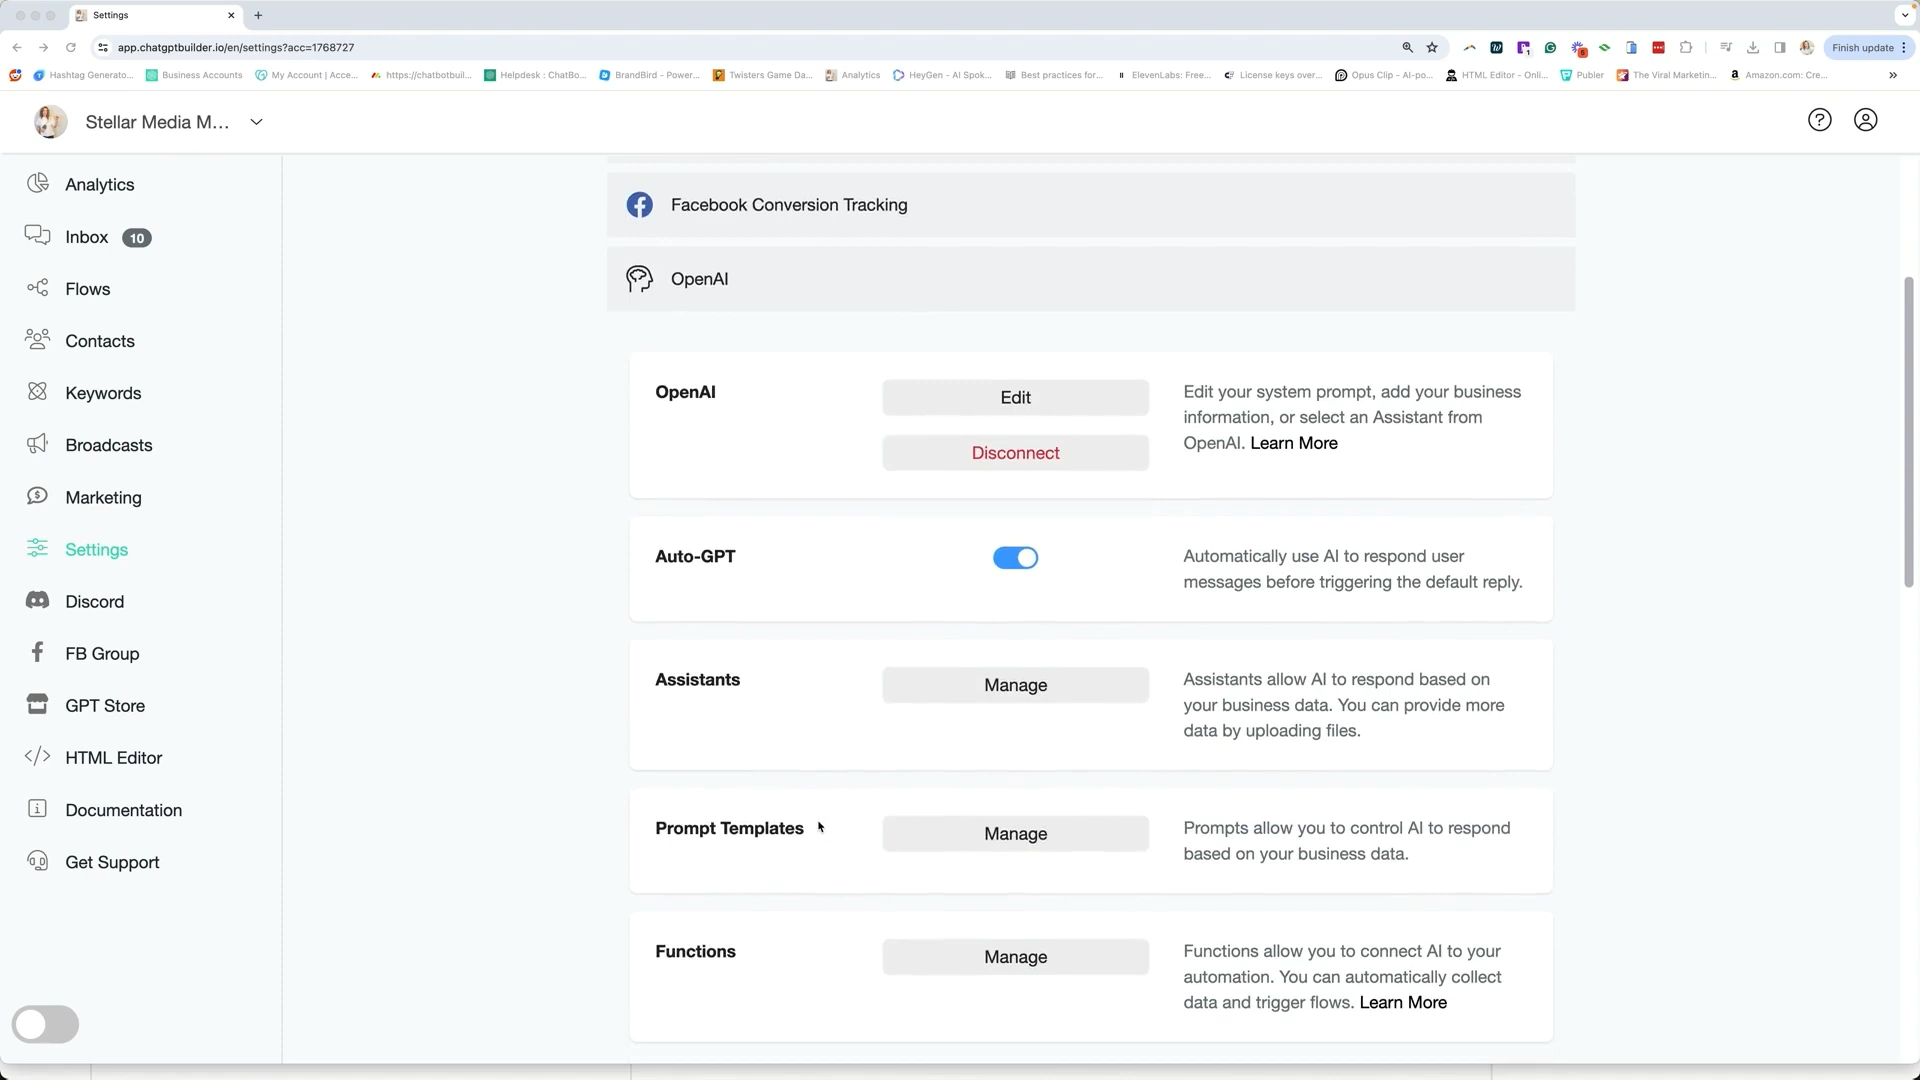 Settings
app.chatgptbuilder.io/en/settings?acc=1768727
Finish update
Hashtag Generato...
Business Accounts
My Account | Acce...
https://chatbotbuil...
Helpdesk : ChatBo...
BrandBird - Power...
Twisters Game Da...
Analytics
HeyGen - AI Spok...
Best practices for...
ElevenLabs: Free...
License keys over...
Opus Clip - AI-po...
HTML Editor - Onli...
Publer
The Viral Marketin...
Amazon.com: Cre...
Stellar Media M...
Analytics
Inbox 10
Flows
Contacts
Keywords
Broadcasts
Marketing
Settings
Discord
FB Group
GPT Store
HTML Editor
Documentation
Get Support
Facebook Conversion Tracking
OpenAI
OpenAI
Edit
Disconnect
Edit your system prompt, add your business
information, or select an Assistant from
OpenAI. Learn More
Auto-GPT
Automatically use AI to respond user
messages before triggering the default reply.
Assistants
Manage
Assistants allow AI to respond based on
your business data. You can provide more
data by uploading files.
Prompt Templates
Manage
Prompts allow you to control AI to respond
based on your business data.
Functions
Manage
Functions allow you to connect AI to your
automation. You can automatically collect
data and trigger flows. Learn More